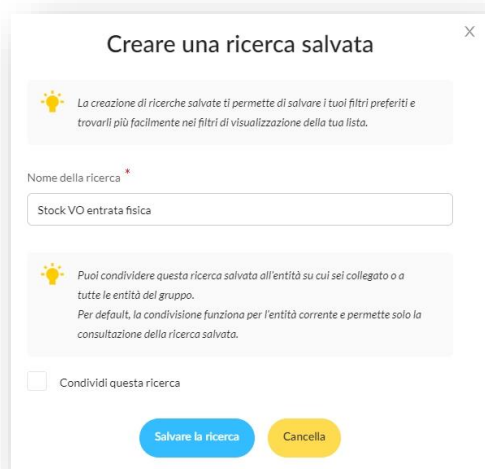 Creare una ricerca salvata
X
La creazione di ricerche salvate ti permette di salvare i tuoi filtri preferiti e
trovarli più facilmente nei filtri di visualizzazione della tua lista.
Nome della ricerca *
Stock VO entrata fisica
Puoi condividere questa ricerca salvata all'entità su cui sei collegato o a
tutte le entità del gruppo.
Per default, la condivisione funziona per l'entità corrente e permette solo la
consultazione della ricerca salvata.
Condividi questa ricerca
Salvare la ricerca
Cancella